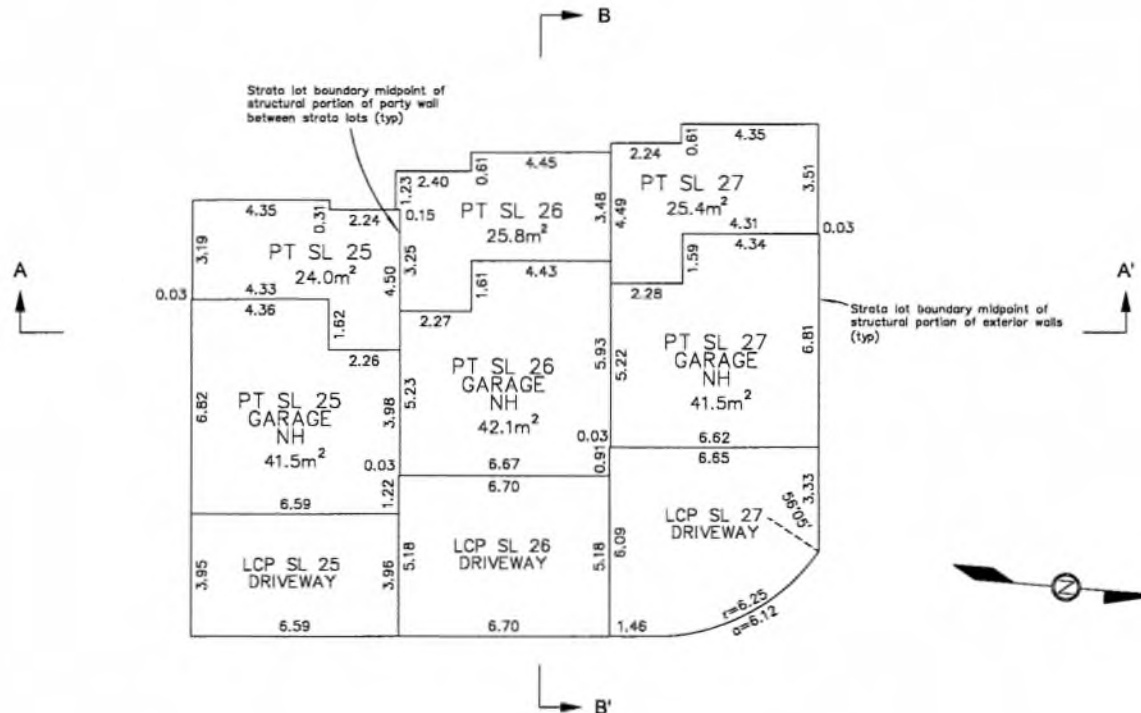 B
Strata lot boundary midpoint of
structural portion of party wall
between strata lots (typ)
4.35
0.31
2.24
3.19
PT SL 25
24.0m²
4.50
0.03
4.33
4.36
1.62
2.26
1.23
2.40
0.61
4.45
0.15
PT SL 26
25.8m²
3.48
3.25
1.61
4.43
2.27
2.24
0.61
4.35
PT SL 27
25.4m²
4.49
3.51
4.31
0.03
4.34
1.59
2.28
A
A'
Strata lot boundary midpoint of
structural portion of exterior walls
(typ)
6.82
PT SL 25
GARAGE
NH
41.5m²
3.98
0.03
1.22
6.59
5.23
PT SL 26
GARAGE
NH
42.1m²
5.93
0.03
0.91
6.67
6.70
5.22
PT SL 27
GARAGE
NH
41.5m²
6.81
6.62
6.65
3.95
LCP SL 25
DRIVEWAY
3.96
6.59
5.18
LCP SL 26
DRIVEWAY
5.18
6.70
6.09
LCP SL 27
DRIVEWAY
3.33
56°05'
r=6.25
a=6.12
1.46
N
B'